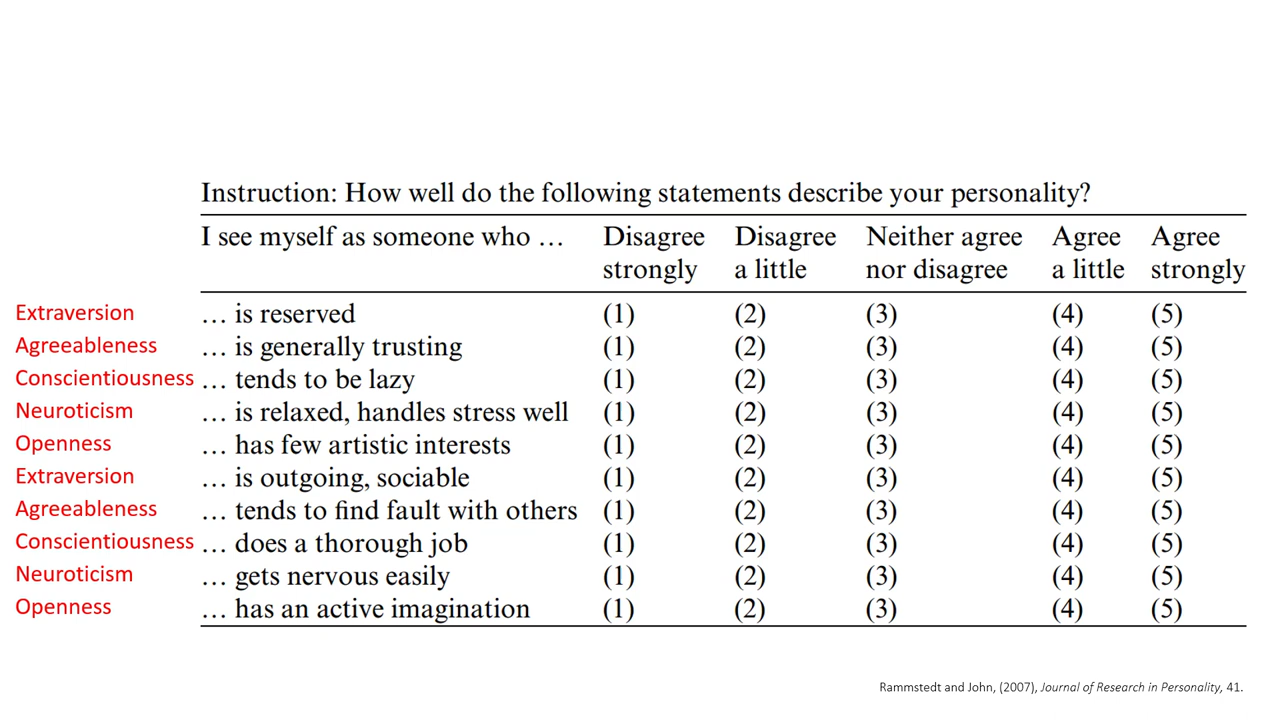 Instruction: How well do the following statements describe your personality?
I see myself as someone who … Disagree strongly Disagree a little Neither agree nor disagree Agree a little Agree strongly
Extraversion … is reserved (1) (2) (3) (4) (5)
Agreeableness … is generally trusting (1) (2) (3) (4) (5)
Conscientiousness … tends to be lazy (1) (2) (3) (4) (5)
Neuroticism … is relaxed, handles stress well (1) (2) (3) (4) (5)
Openness … has few artistic interests (1) (2) (3) (4) (5)
Extraversion … is outgoing, sociable (1) (2) (3) (4) (5)
Agreeableness … tends to find fault with others (1) (2) (3) (4) (5)
Conscientiousness … does a thorough job (1) (2) (3) (4) (5)
Neuroticism … gets nervous easily (1) (2) (3) (4) (5)
Openness … has an active imagination (1) (2) (3) (4) (5)
Rammstedt and John, (2007), Journal of Research in Personality, 41.